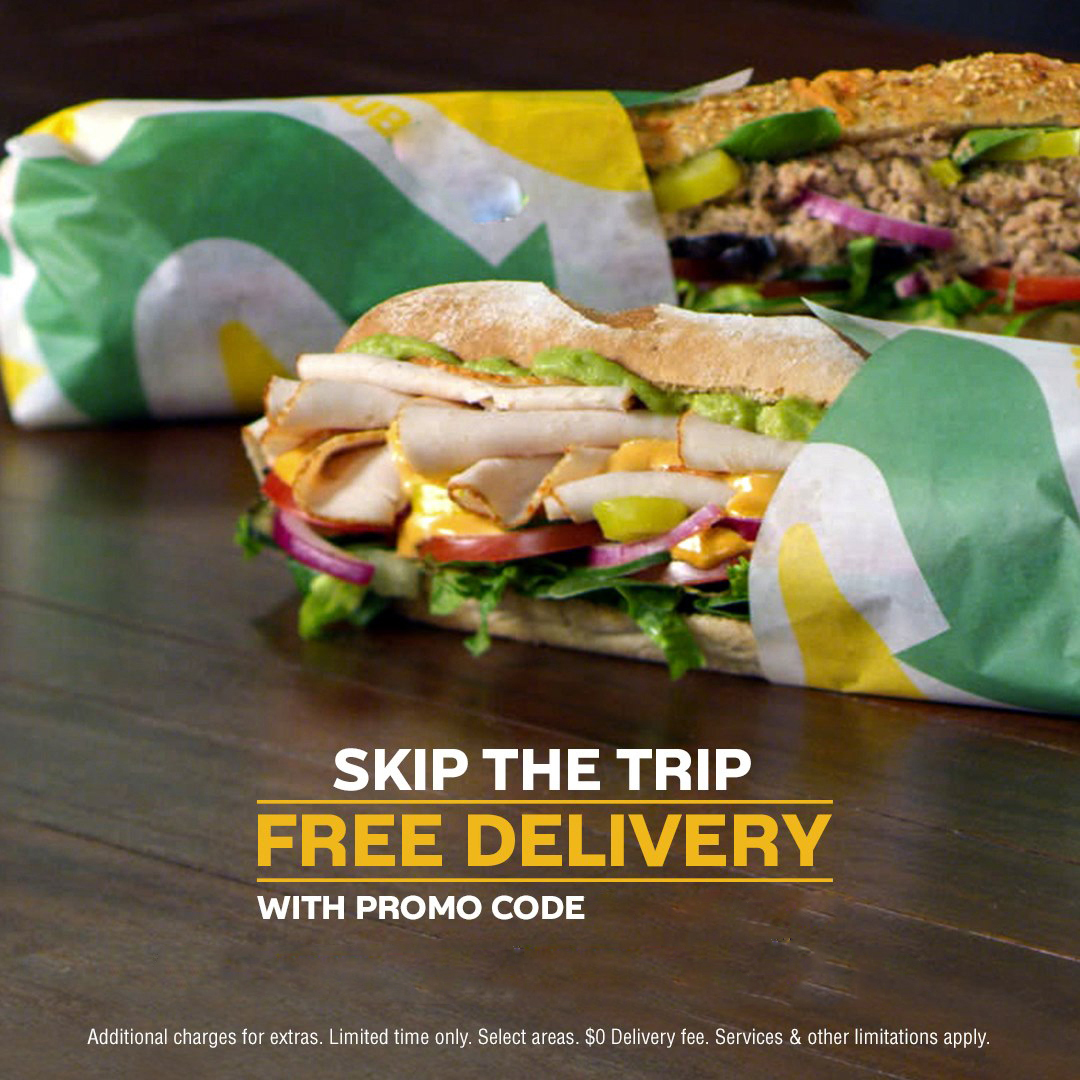 UB
SKIP THE TRIP
FREE DELIVERY
WITH PROMO CODE
Additional charges for extras. Limited time only. Select areas. $0 Delivery fee. Services & other limitations apply.